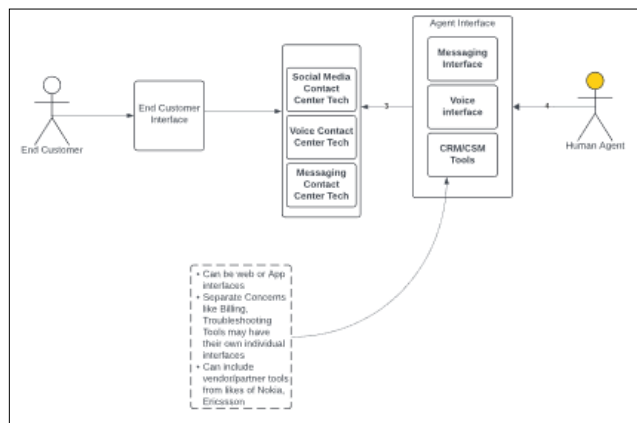 Agent Interface
Messaging
Interface
Voice
interface
CRM/CSM
Tools
Social Media
Contact
Center Tech
Voice Contact
Center Tech
Messaging
Contact
Center Tech
End Customer
Interface
End Customer
3
4
Human Agent
• Can be web or App
interfaces
• Separate Concerns
like Billing,
Troubleshooting
Tools may have
their own individual
interfaces
• Can include
vendor/partner tools
from likes of Nokia,
Ericsson